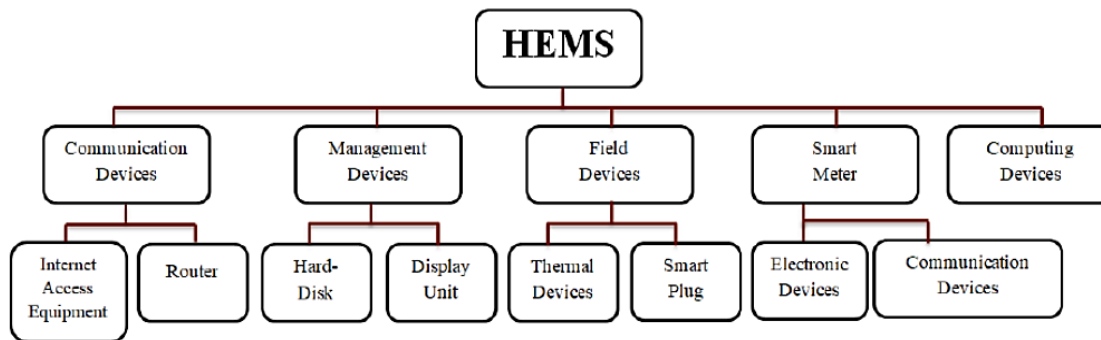 HEMS
Communication
Devices
Management
Devices
Field
Devices
Smart
Meter
Computing
Devices
Internet
Access
Equipment
Router
Hard-
Disk
Display
Unit
Thermal
Devices
Smart
Plug
Electronic
Devices
Communication
Devices